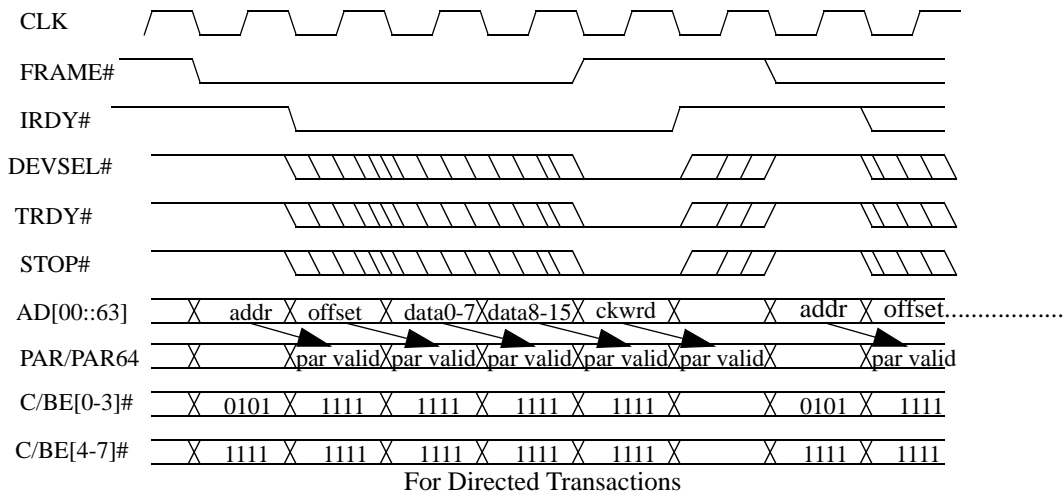 CLK
FRAME#
IRDY#
DEVSEL#
TRDY#
STOP#
AD[00::63] addr offset data0-7 data8-15 ckwrd addr offset..................
PAR/PAR64 par valid par valid par valid par valid par valid par valid
C/BE[0-3]# 0101 1111 1111 1111 1111 0101 1111
C/BE[4-7]# 1111 1111 1111 1111 1111 1111 1111
For Directed Transactions